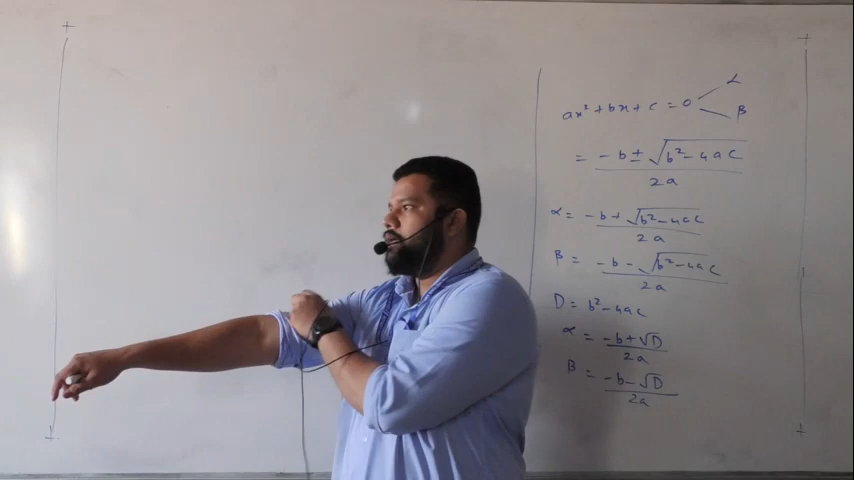 α
ax² + bx + c = 0
β
= -b ± √b² - 4ac / 2a
α = -b + √b² - 4ac / 2a
β = -b - √b² - 4ac / 2a
D = b² - 4ac
α = -b + √D / 2a
β = -b - √D / 2a